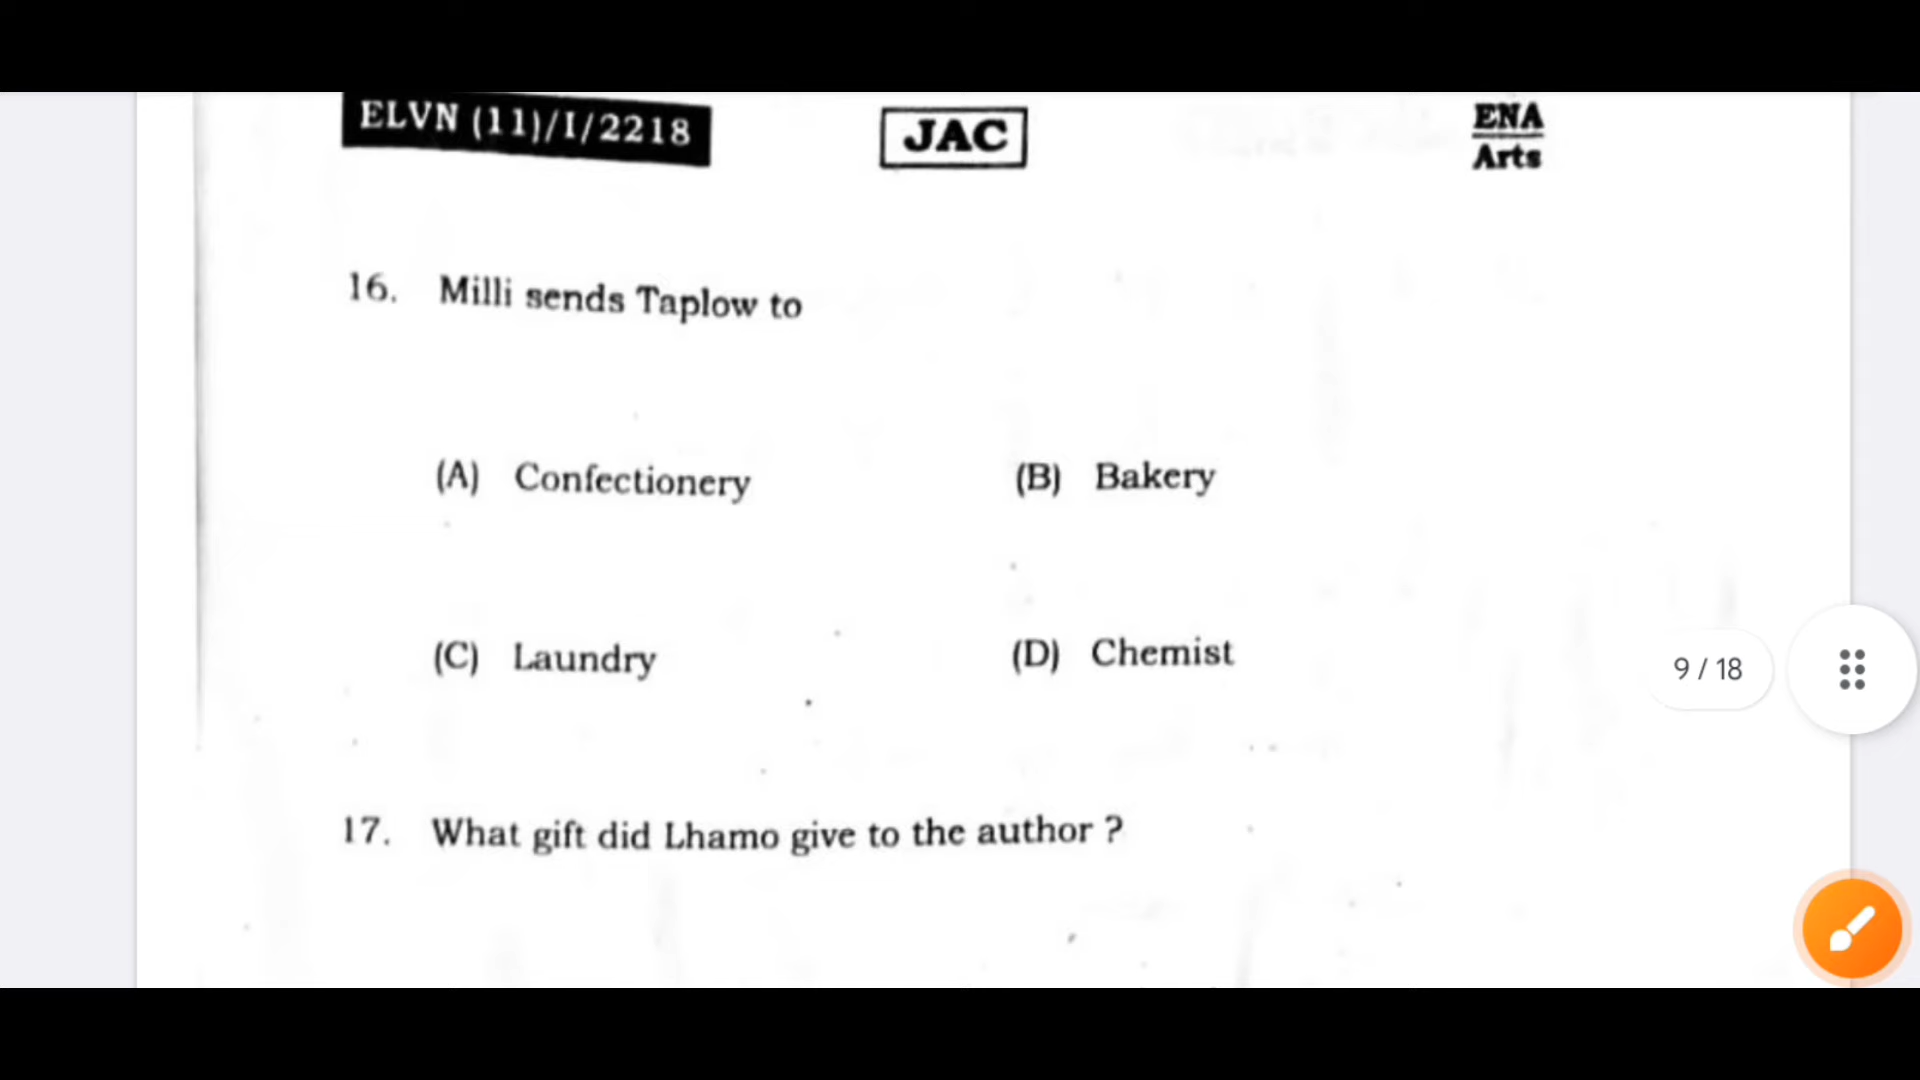 ELVN (11)/I/2218
JAC
ENA
Arts
16. Milli sends Taplow to
(A) Confectionery
(B) Bakery
(C) Laundry
(D) Chemist
9 / 18
17. What gift did Lhamo give to the author ?